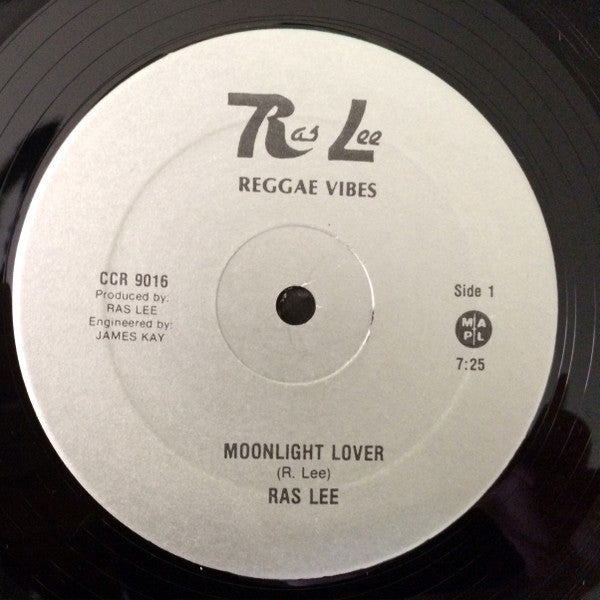 Ras Lee
REGGAE VIBES
CCR 9016
Produced by:
RAS LEE
Engineered by:
JAMES KAY
Side 1
M A
P L
7:25
MOONLIGHT LOVER
(R. Lee)
RAS LEE